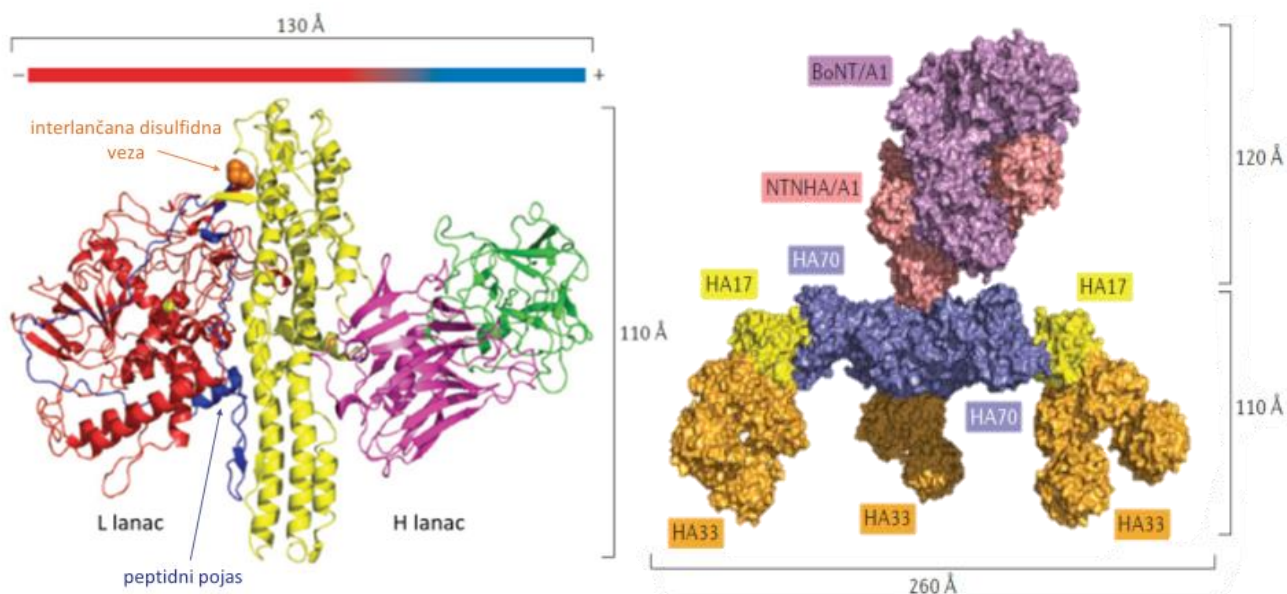 130 Å
− +
interlančana disulfidna
veza
110 Å
L lanac
H lanac
peptidni pojas
BoNT/A1
NTNHA/A1
HA70
HA17
HA17
HA70
HA33
HA33
HA33
120 Å
110 Å
260 Å